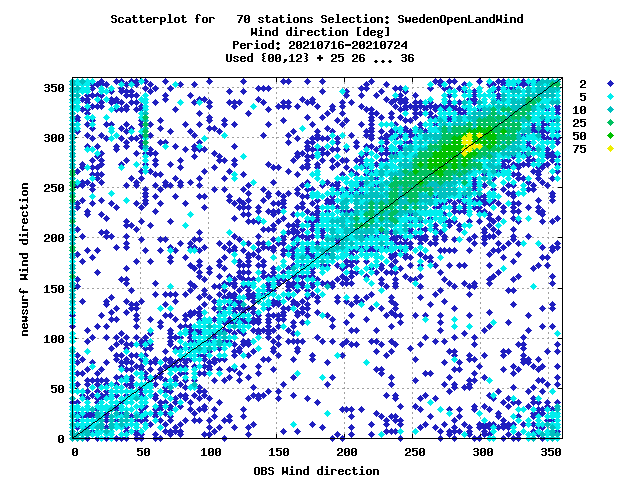 Scatterplot for 70 stations Selection: SwedenOpenLandWind
Wind direction [deg]
Period: 20210716-20210724
Used {00,12} + 25 26 ... 36
2
5
10
25
50
75
350
300
250
200
150
100
50
0
newsurf Wind direction
0 50 100 150 200 250 300 350
OBS Wind direction